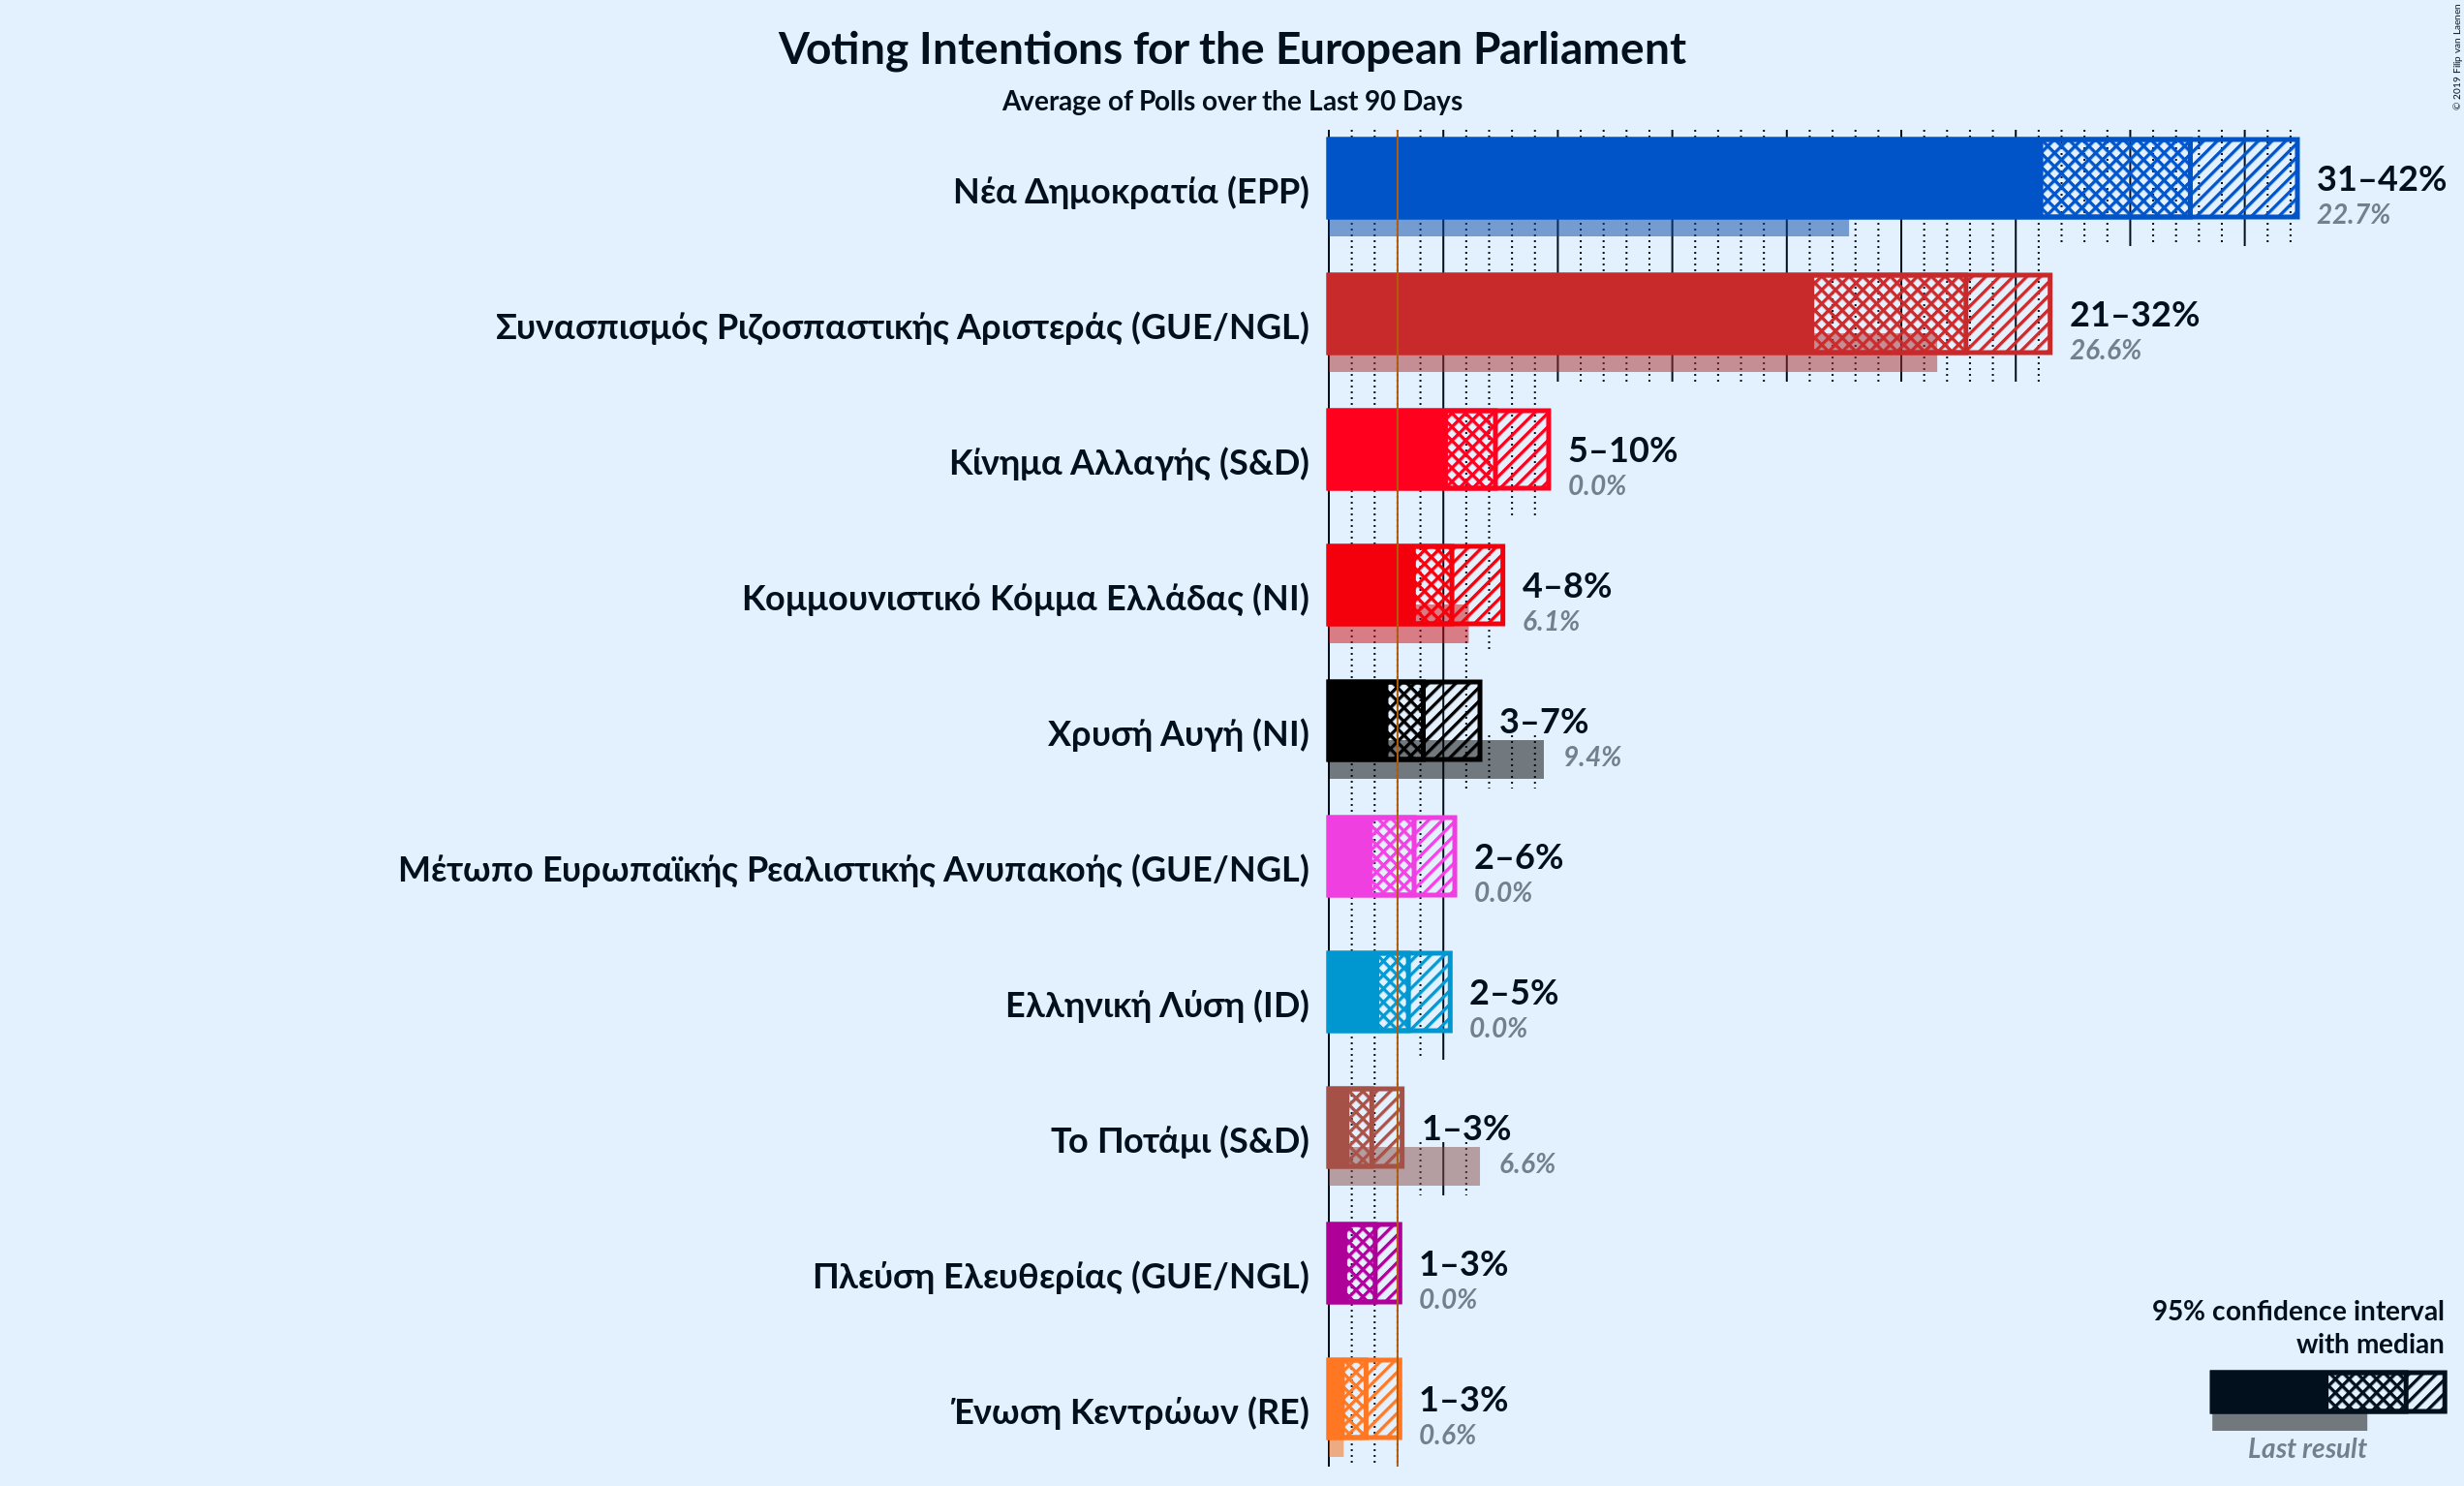 Voting Intentions for the European Parliament
Average of Polls over the Last 90 Days
© 2019 Filip van Laenen
Νέα Δημοκρατία (EPP)
31–42%
22.7%
Συνασπισμός Ριζοσπαστικής Αριστεράς (GUE/NGL)
21–32%
26.6%
Κίνημα Αλλαγής (S&D)
5–10%
0.0%
Κομμουνιστικό Κόμμα Ελλάδας (NI)
4–8%
6.1%
Χρυσή Αυγή (NI)
3–7%
9.4%
Μέτωπο Ευρωπαϊκής Ρεαλιστικής Ανυπακοής (GUE/NGL)
2–6%
0.0%
Ελληνική Λύση (ID)
2–5%
0.0%
Το Ποτάμι (S&D)
1–3%
6.6%
Πλεύση Ελευθερίας (GUE/NGL)
1–3%
0.0%
Ένωση Κεντρώων (RE)
1–3%
0.6%
95% confidence interval
with median
Last result